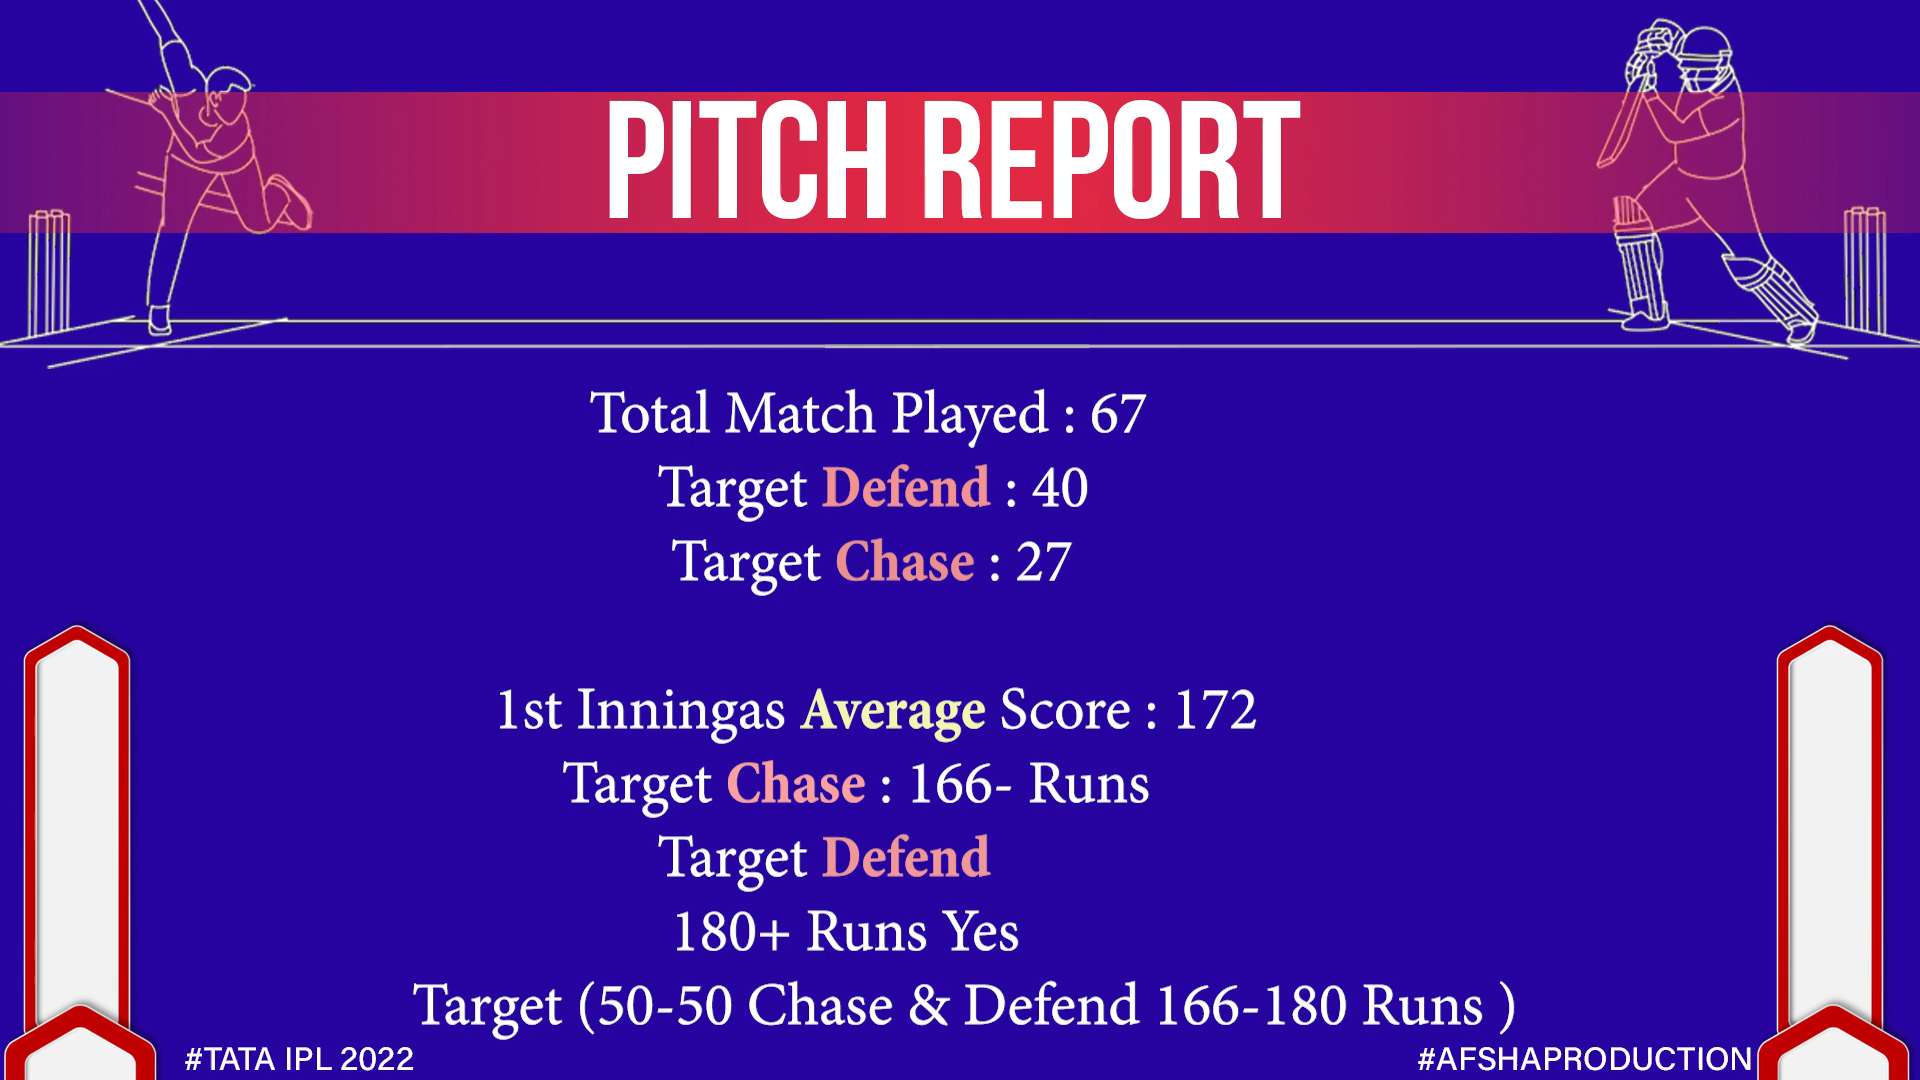 PITCH REPORT
Total Match Played : 67
Target Defend : 40
Target Chase : 27
1st Inningas Average Score : 172
Target Chase : 166- Runs
Target Defend
180+ Runs Yes
Target (50-50 Chase & Defend 166-180 Runs )
#TATA IPL 2022
#AFSHAPRODUCTION